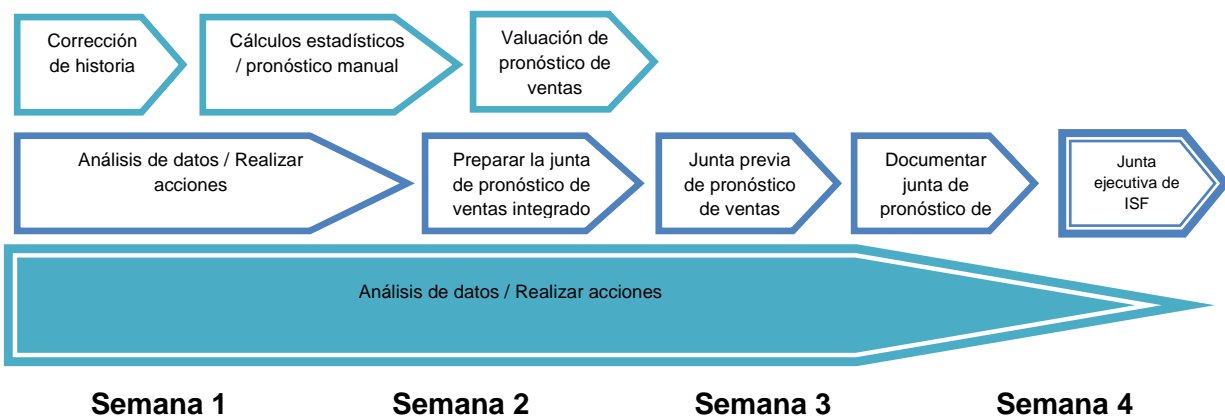 Corrección
de historia
Cálculos estadísticos
/ pronóstico manual
Valuación de
pronóstico de
ventas
Análisis de datos / Realizar
acciones
Preparar la junta
de pronóstico de
ventas integrado
Junta previa
de pronóstico
de ventas
Documentar
junta de
pronóstico de
Junta
ejecutiva de
ISF
Análisis de datos / Realizar acciones
Semana 1
Semana 2
Semana 3
Semana 4